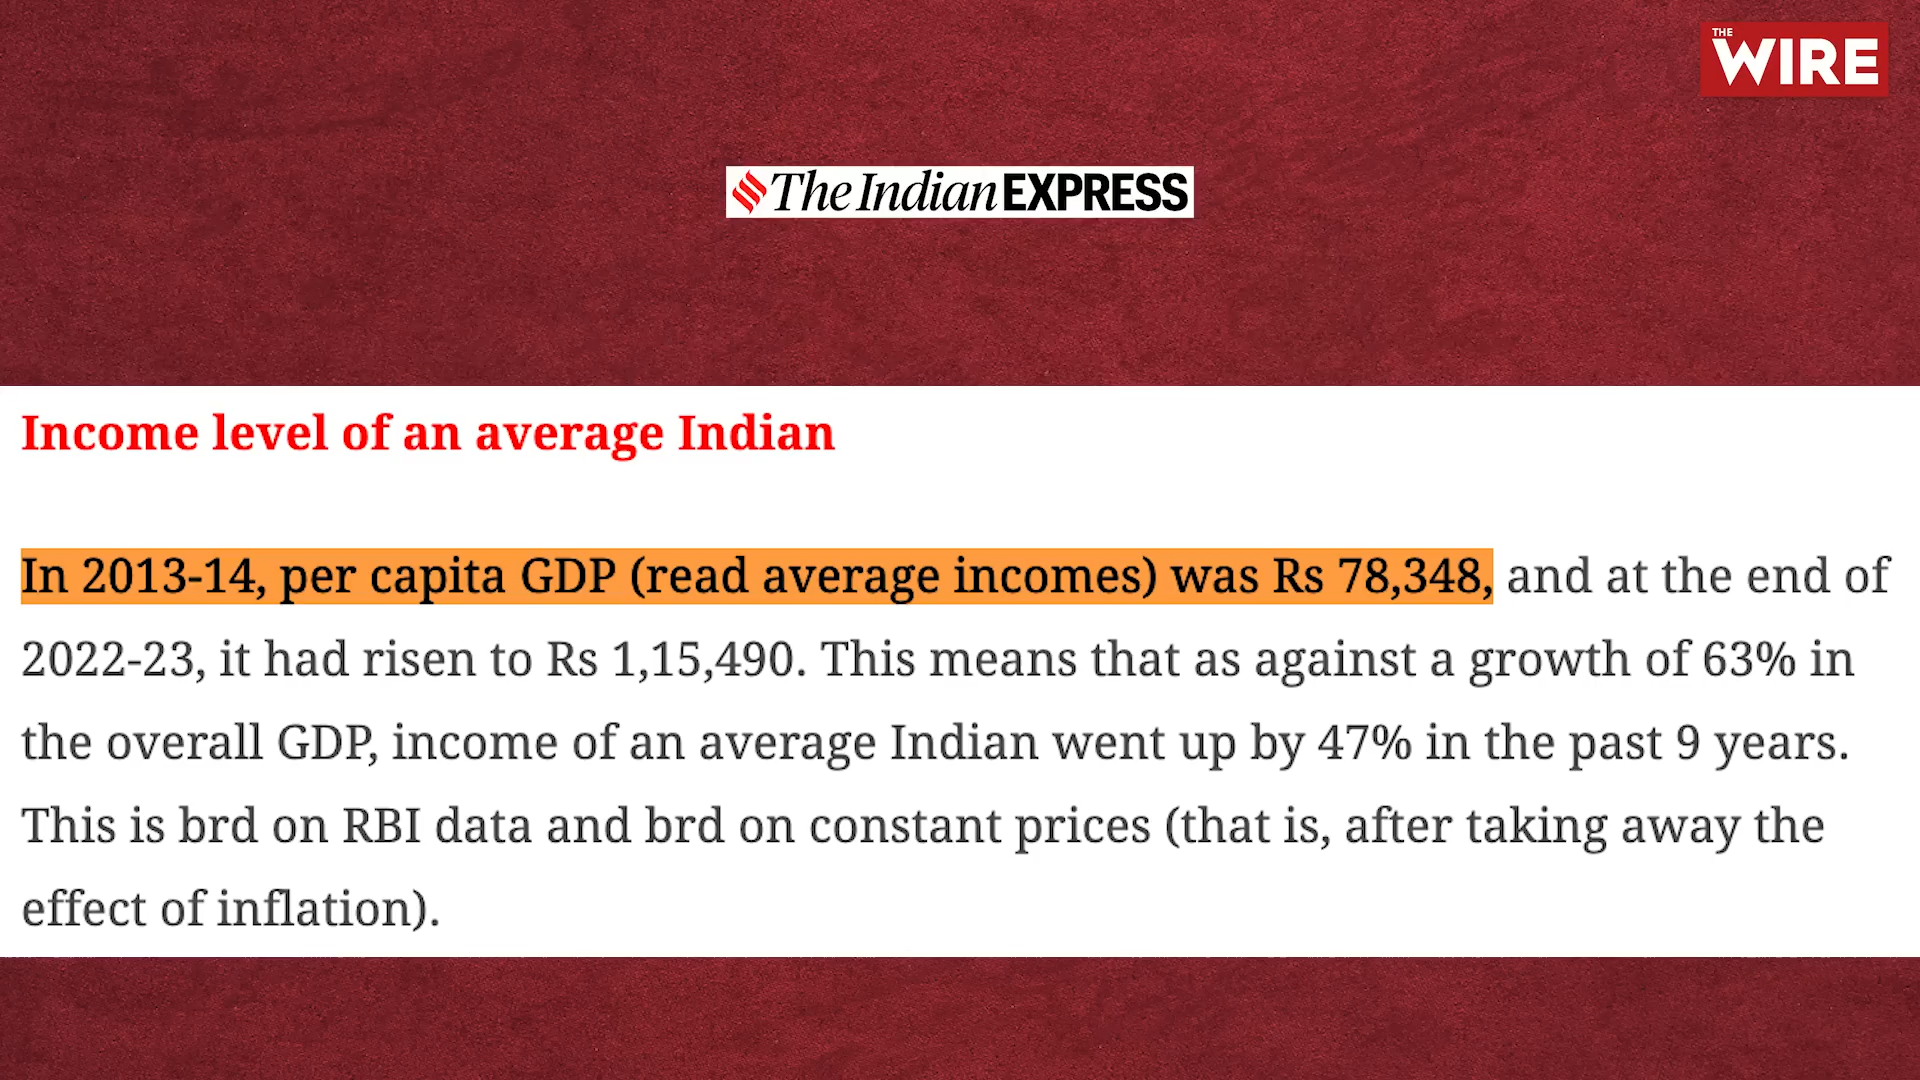 THE
WIRE
The Indian EXPRESS
Income level of an average Indian
In 2013-14, per capita GDP (read average incomes) was Rs 78,348, and at the end of
2022-23, it had risen to Rs 1,15,490. This means that as against a growth of 63% in
the overall GDP, income of an average Indian went up by 47% in the past 9 years.
This is brd on RBI data and brd on constant prices (that is, after taking away the
effect of inflation).